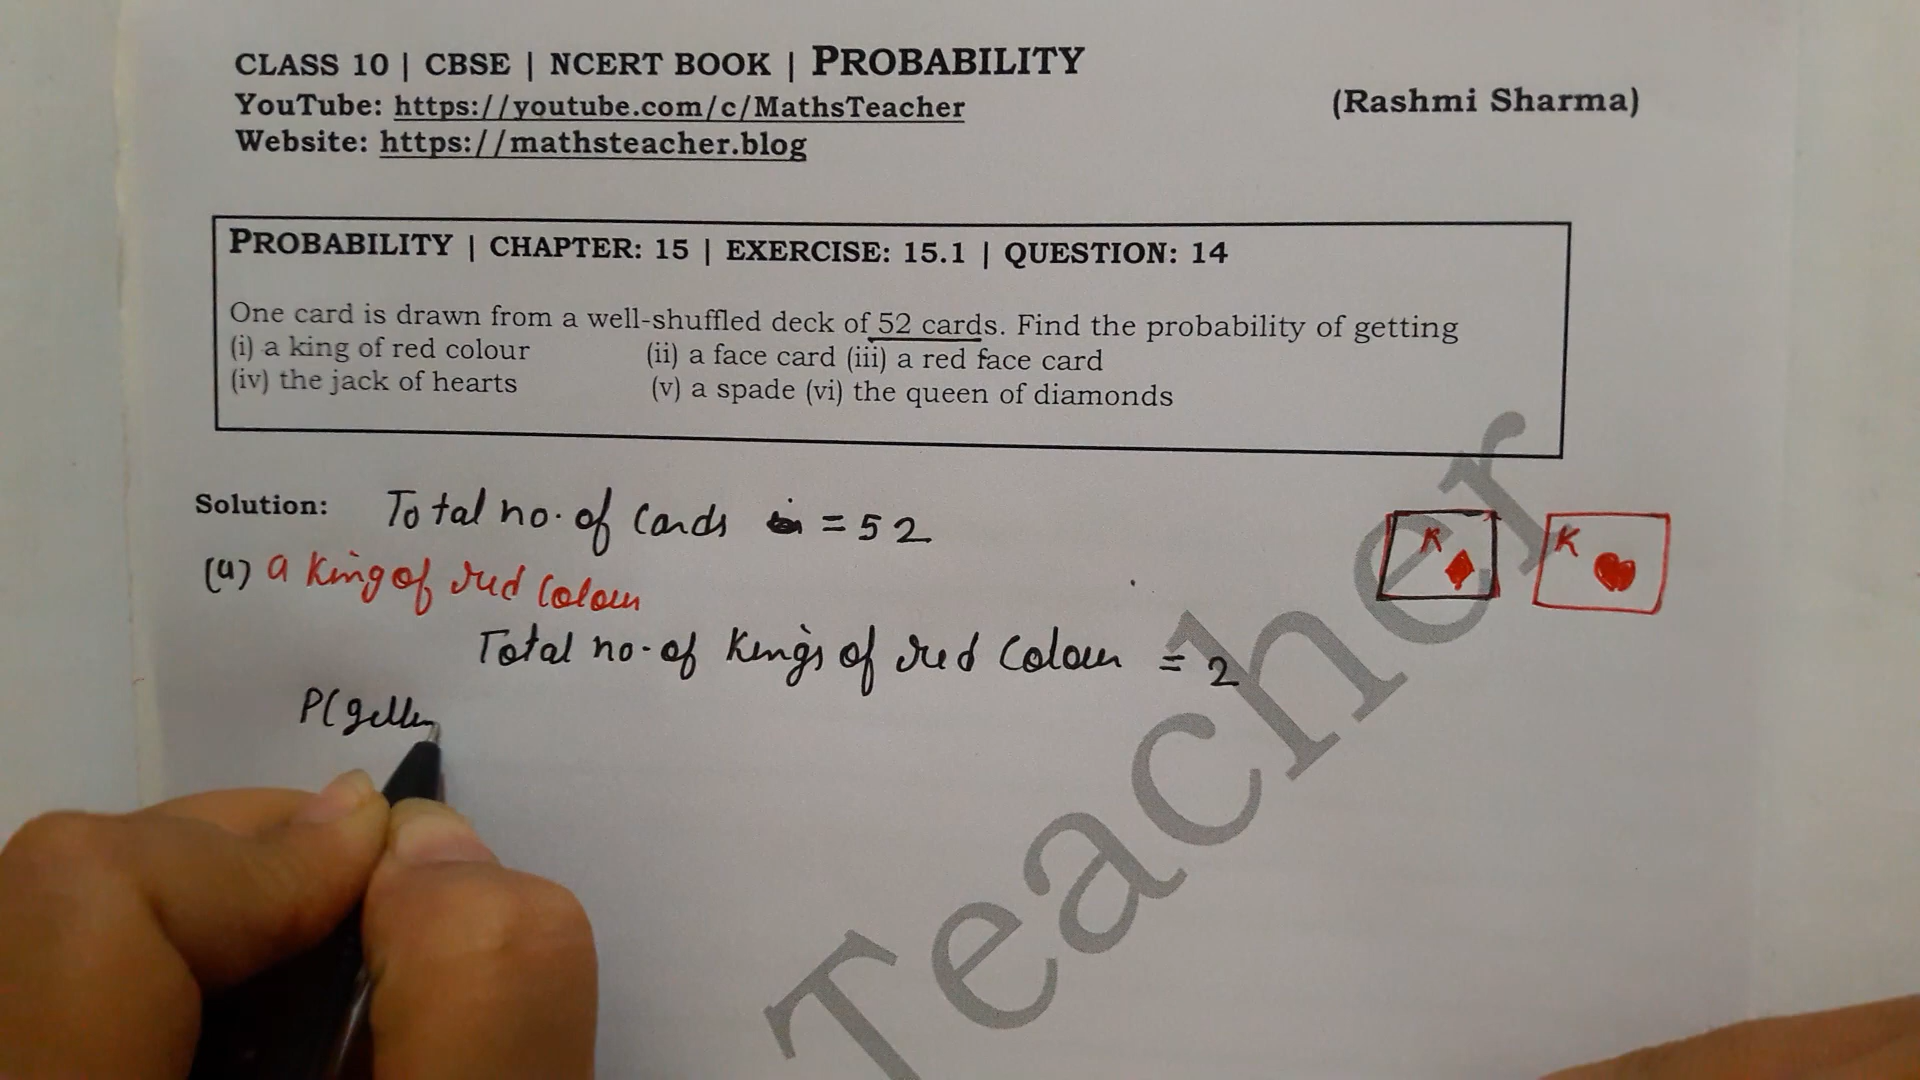 CLASS 10 | CBSE | NCERT BOOK | PROBABILITY
YouTube: https://youtube.com/c/MathsTeacher
(Rashmi Sharma)
Website: https://mathsteacher.blog
PROBABILITY | CHAPTER: 15 | EXERCISE: 15.1 | QUESTION: 14
One card is drawn from a well-shuffled deck of 52 cards. Find the probability of getting
(i) a king of red colour (ii) a face card (iii) a red face card
(iv) the jack of hearts (v) a spade (vi) the queen of diamonds
Solution: Total no. of Cards = 52
K K
a King of red Colour
Total no. of Kings of red Colour = 2
P(
Teacher